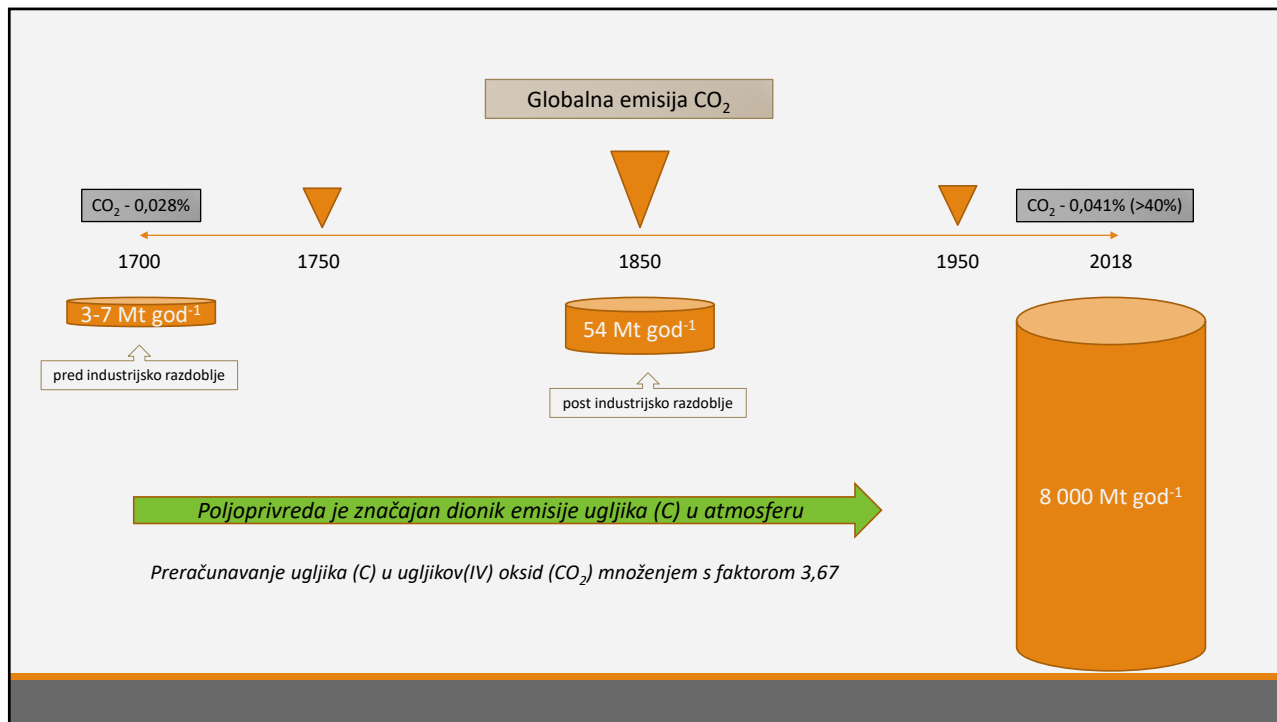 Globalna emisija CO₂
CO₂ - 0,028%
CO₂ - 0,041% (>40%)
1700
1750
1850
1950
2018
3-7 Mt god⁻¹
54 Mt god⁻¹
pred industrijsko razdoblje
post industrijsko razdoblje
8 000 Mt god⁻¹
Poljoprivreda je značajan dionik emisije ugljika (C) u atmosferu
Preračunavanje ugljika (C) u ugljikov(IV) oksid (CO₂) množenjem s faktorom 3,67